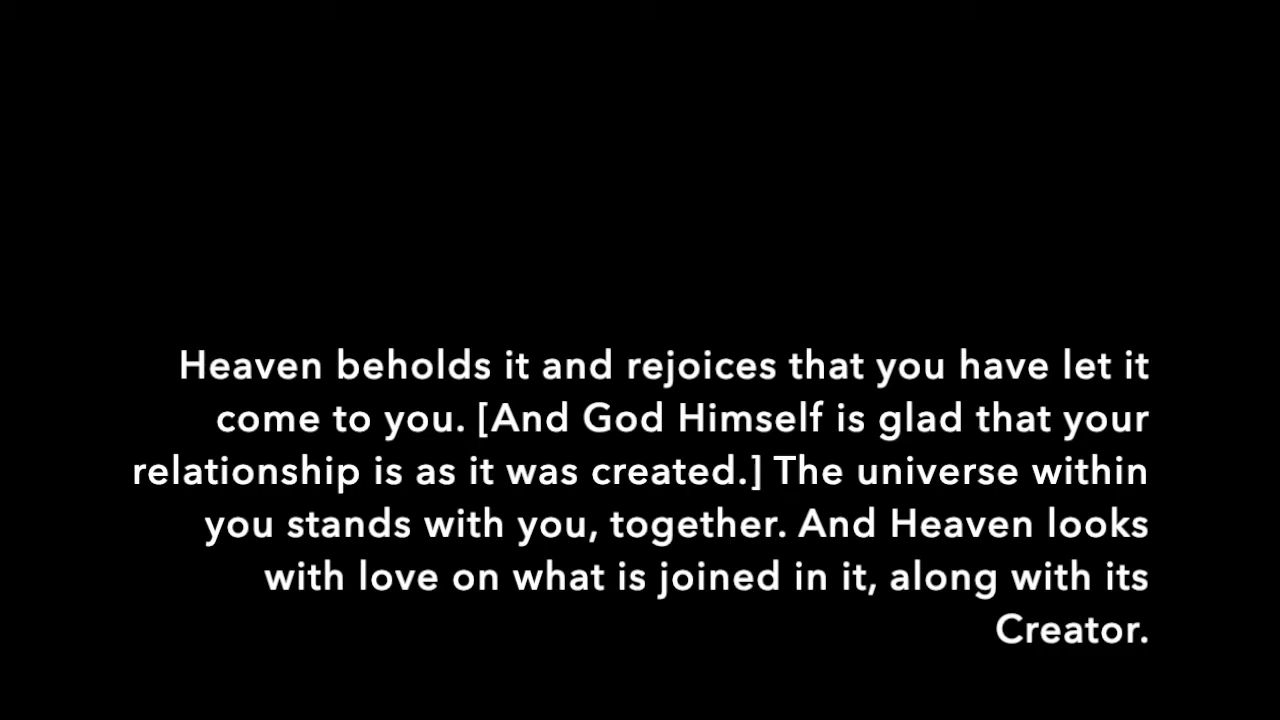 Heaven beholds it and rejoices that you have let it
come to you. [And God Himself is glad that your
relationship is as it was created.] The universe within
you stands with you, together. And Heaven looks
with love on what is joined in it, along with its
Creator.